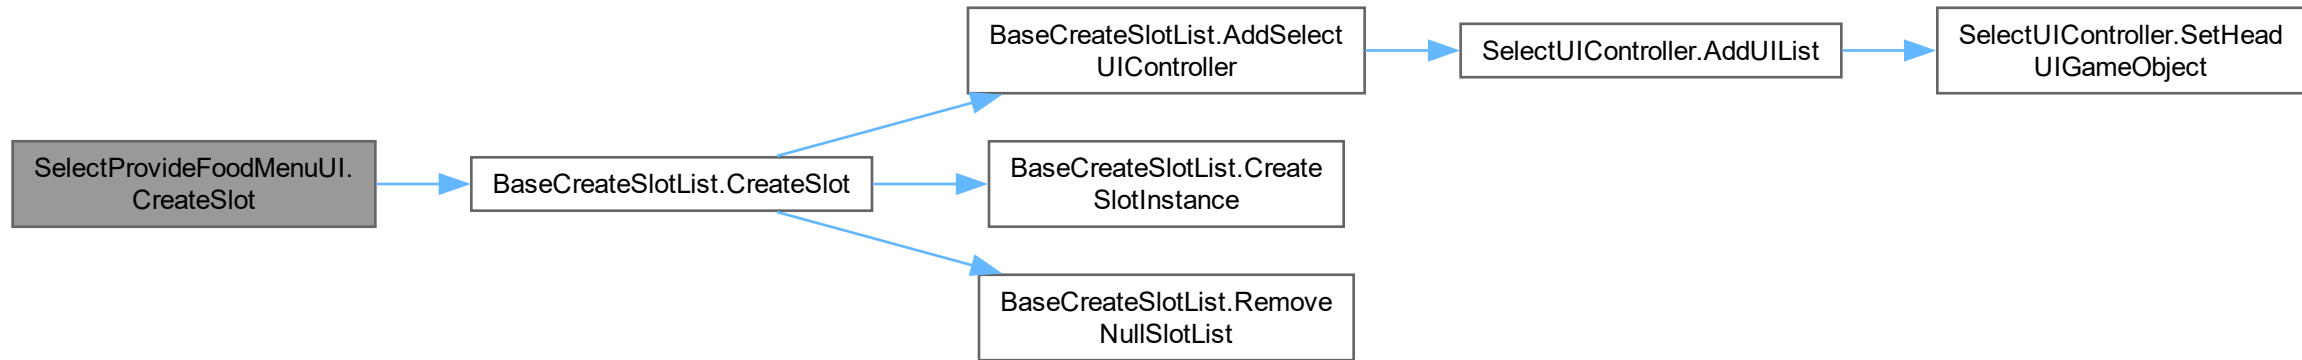 SelectProvideFoodMenuUI.
CreateSlot
BaseCreateSlotList.CreateSlot
BaseCreateSlotList.AddSelect
UIController
SelectUIController.AddUIList
SelectUIController.SetHead
UIGameObject
BaseCreateSlotList.Create
SlotInstance
BaseCreateSlotList.Remove
NullSlotList